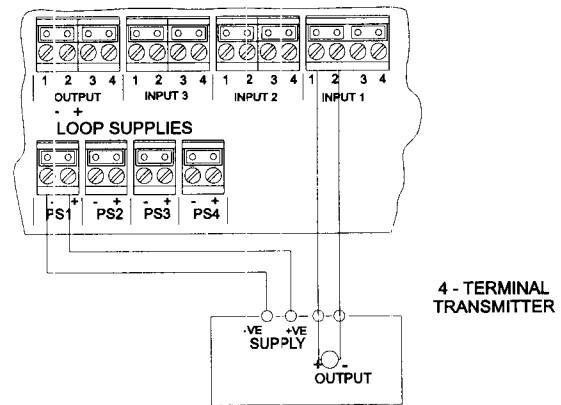 1 2 3 4 1 2 3 4 1 2 3 4 1 2 3 4
OUTPUT INPUT 3 INPUT 2 INPUT 1
- +
LOOP SUPPLIES
- + - + - + - +
PS1 PS2 PS3 PS4
4 - TERMINAL
TRANSMITTER
-VE +VE
SUPPLY
+ -
OUTPUT